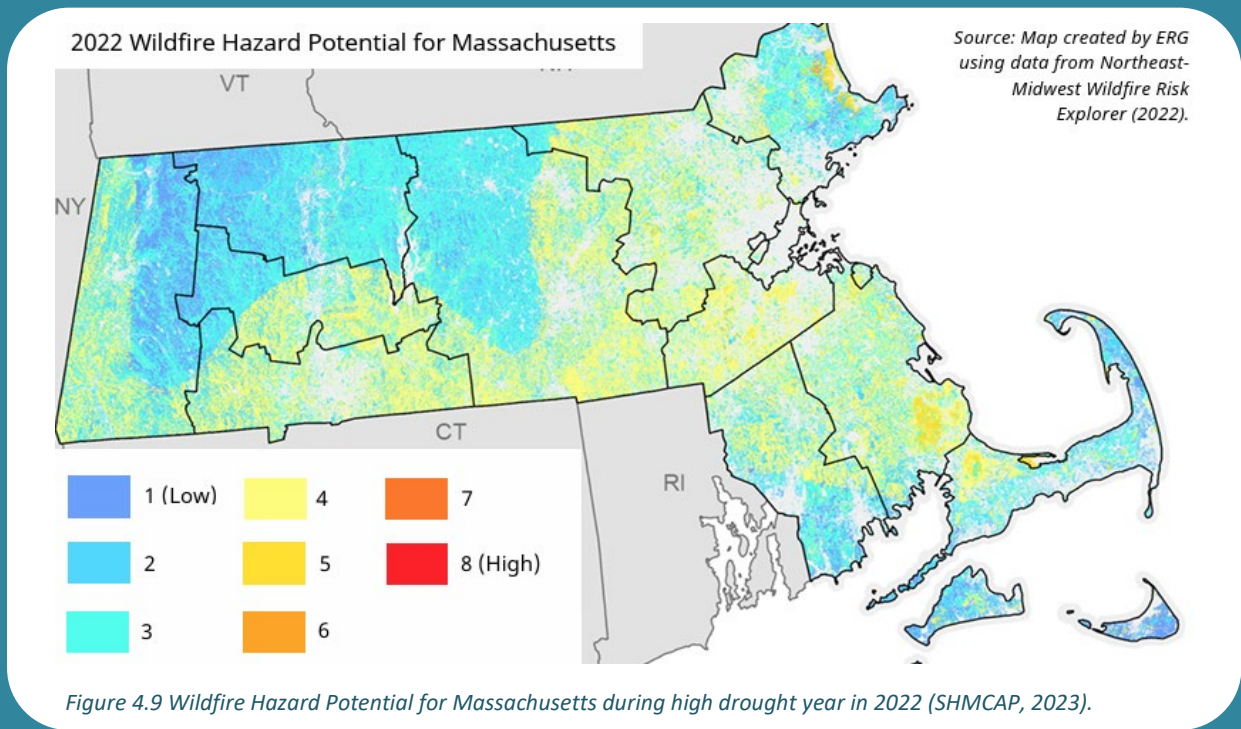 2022 Wildfire Hazard Potential for Massachusetts
Source: Map created by ERG
using data from Northeast-
Midwest Wildfire Risk
Explorer (2022).
VT
NY
CT
RI
1 (Low)
2
3
4
5
6
7
8 (High)
Figure 4.9 Wildfire Hazard Potential for Massachusetts during high drought year in 2022 (SHMCAP, 2023).